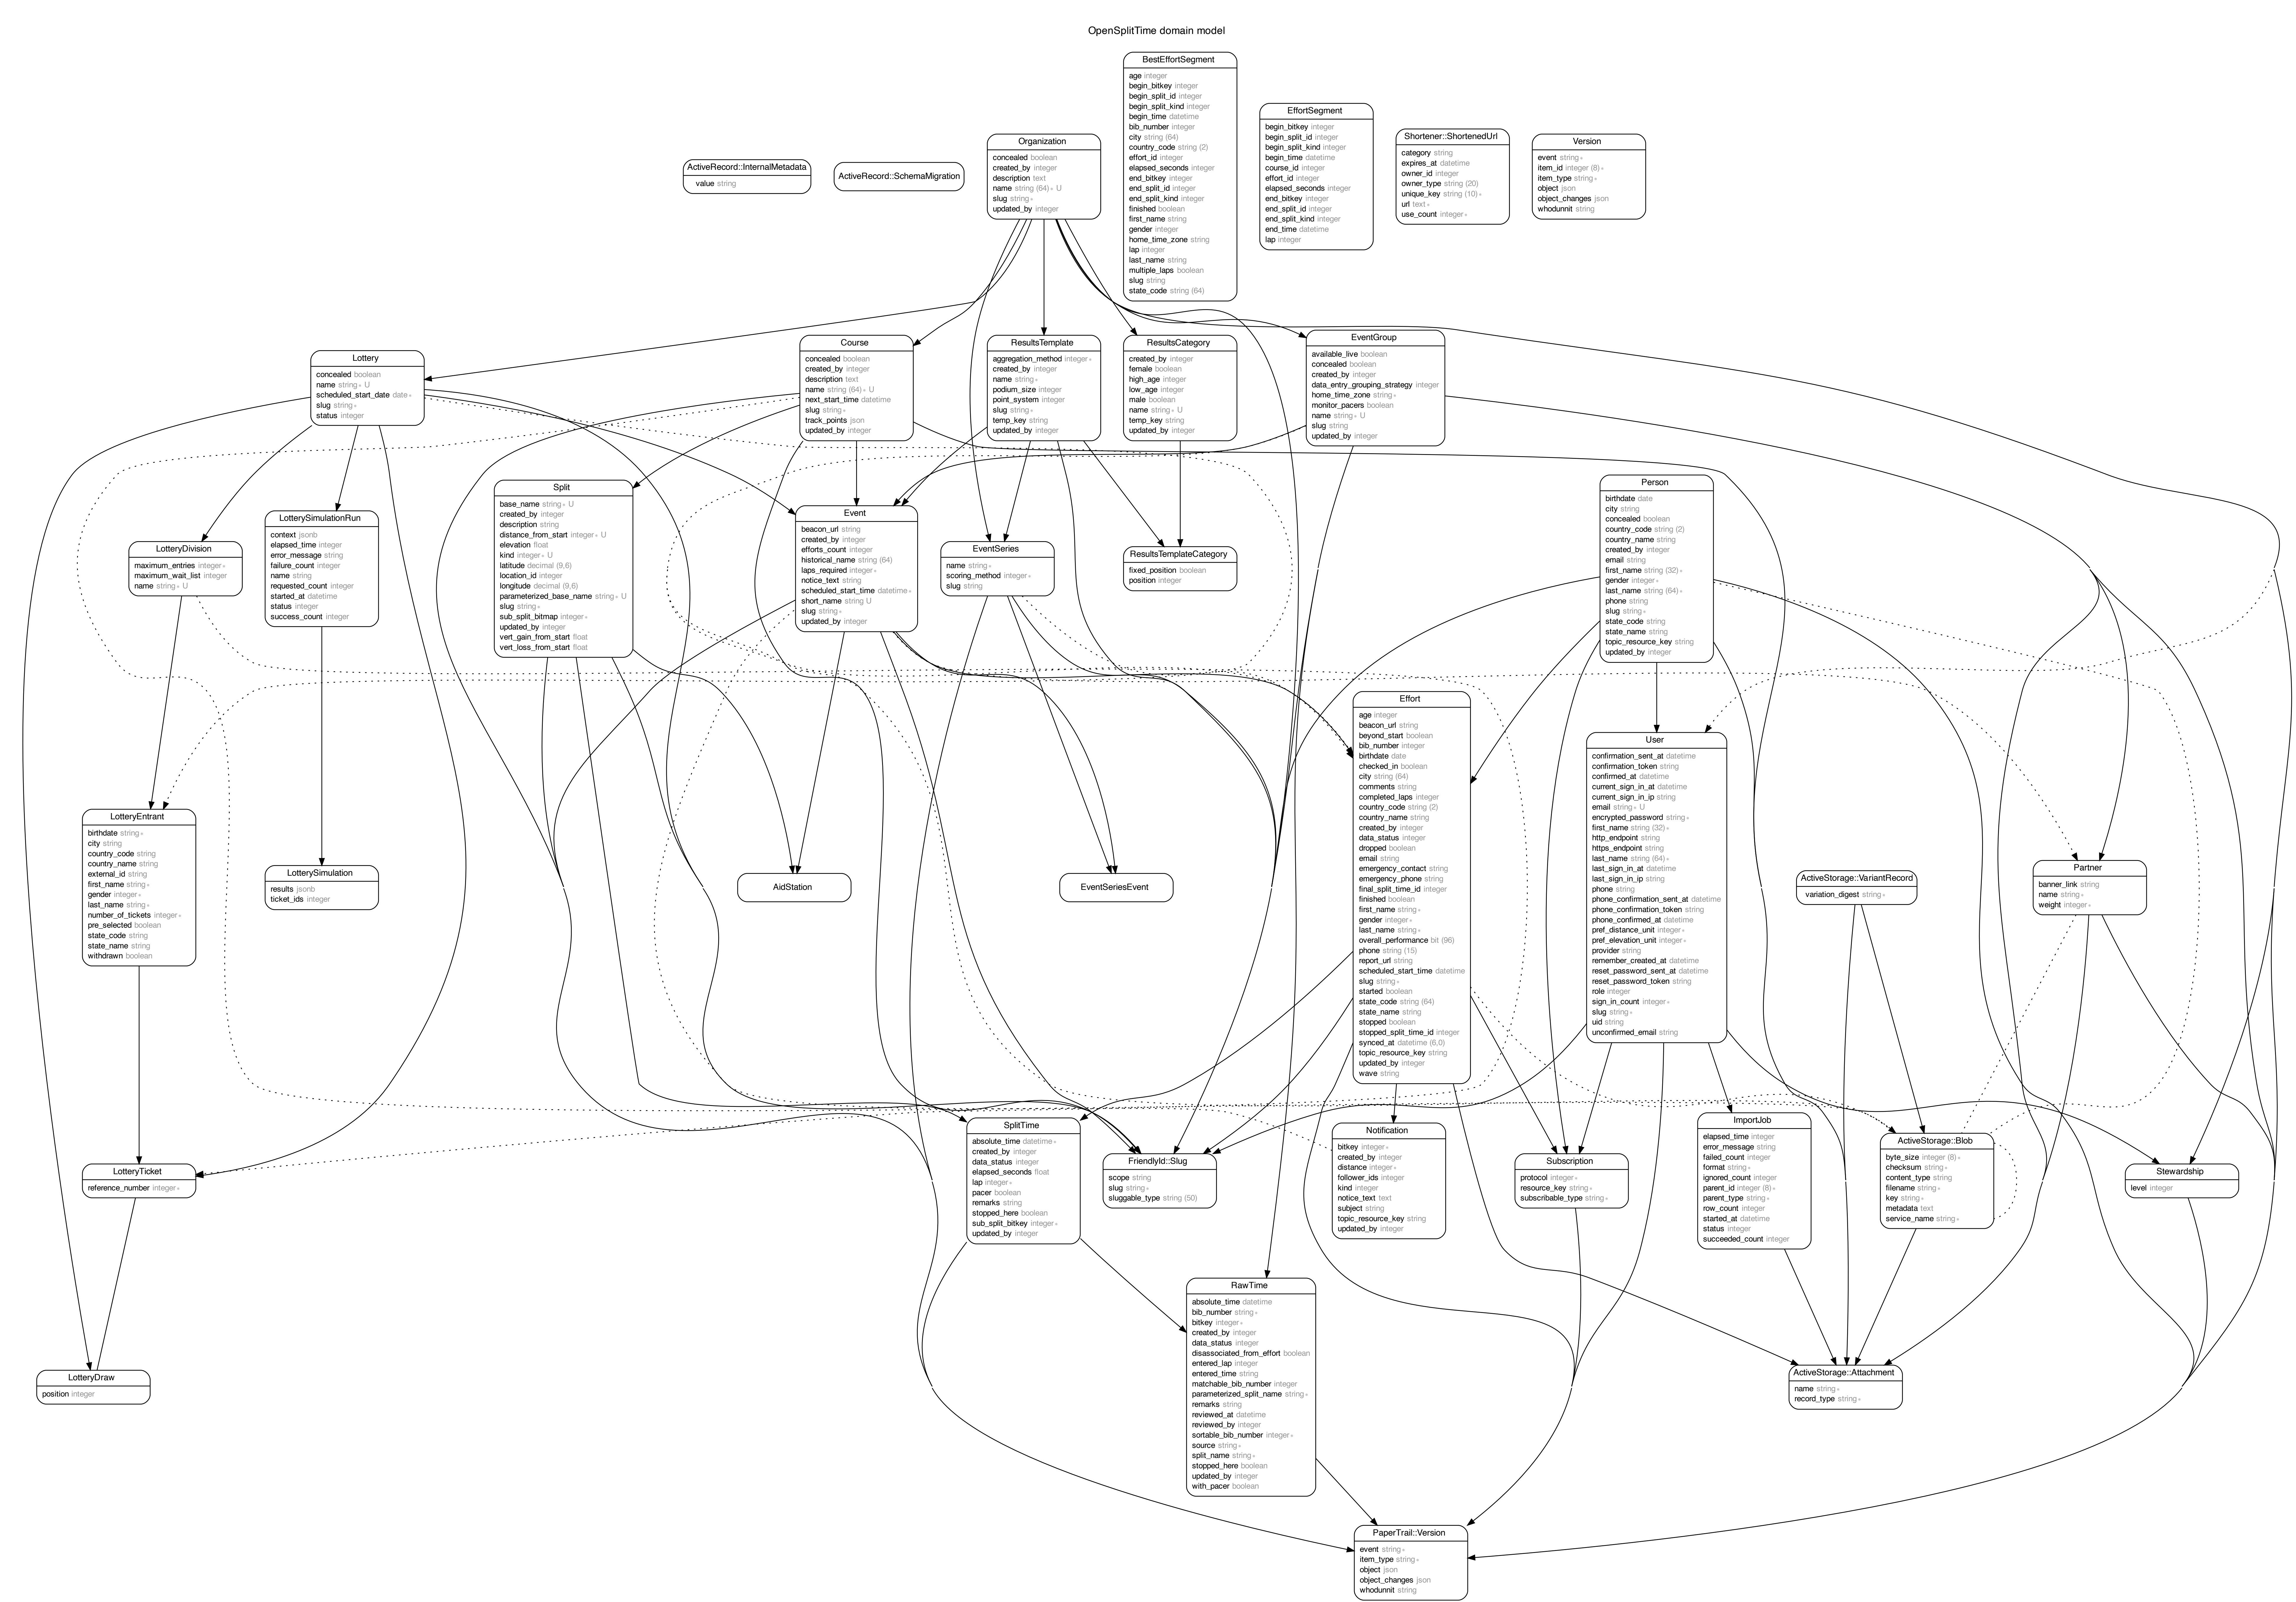 OpenSplitTime domain model
BestEffortSegment
age integer
begin_bitkey integer
begin_split_id integer
begin_split_kind integer
begin_time datetime
bib_number integer
city string (64)
country_code string (2)
effort_id integer
elapsed_seconds integer
end_bitkey integer
end_split_id integer
end_split_kind integer
finished boolean
first_name string
gender integer
home_time_zone string
lap integer
last_name string
multiple_laps boolean
slug string
state_code string (64)
EffortSegment
begin_bitkey integer
begin_split_id integer
begin_split_kind integer
begin_time datetime
course_id integer
effort_id integer
elapsed_seconds integer
end_bitkey integer
end_split_id integer
end_split_kind integer
end_time datetime
lap integer
Shortener::ShortenedUrl
category string
expires_at datetime
owner_id integer
owner_type string (20)
unique_key string (10) ∗
url text ∗
use_count integer ∗
Version
event string ∗
item_id integer (8) ∗
item_type string ∗
object json
object_changes json
whodunnit string
Organization
concealed boolean
created_by integer
description text
name string (64) ∗ U
slug string ∗
updated_by integer
ActiveRecord::InternalMetadata
value string
ActiveRecord::SchemaMigration
Lottery
concealed boolean
name string ∗ U
scheduled_start_date date ∗
slug string ∗
status integer
Course
concealed boolean
created_by integer
description text
name string (64) ∗ U
next_start_time datetime
slug string ∗
track_points json
updated_by integer
ResultsTemplate
aggregation_method integer ∗
created_by integer
name string ∗
podium_size integer
point_system integer
slug string ∗
temp_key string
updated_by integer
ResultsCategory
created_by integer
female boolean
high_age integer
low_age integer
male boolean
name string ∗ U
temp_key string
updated_by integer
EventGroup
available_live boolean
concealed boolean
created_by integer
data_entry_grouping_strategy integer
home_time_zone string ∗
monitor_pacers boolean
name string ∗ U
slug string
updated_by integer
Split
base_name string ∗ U
created_by integer
description string
distance_from_start integer ∗ U
elevation float
kind integer ∗ U
latitude decimal (9,6)
location_id integer
longitude decimal (9,6)
parameterized_base_name string ∗ U
slug string ∗
sub_split_bitmap integer ∗
updated_by integer
vert_gain_from_start float
vert_loss_from_start float
Person
birthdate date
city string
concealed boolean
country_code string (2)
country_name string
created_by integer
email string
first_name string (32) ∗
gender integer ∗
last_name string (64) ∗
phone string
slug string ∗
state_code string
state_name string
topic_resource_key string
updated_by integer
LotterySimulationRun
context jsonb
elapsed_time integer
error_message string
failure_count integer
name string
requested_count integer
started_at datetime
status integer
success_count integer
Event
beacon_url string
created_by integer
efforts_count integer
historical_name string (64)
laps_required integer ∗
notice_text string
scheduled_start_time datetime ∗
short_name string U
slug string ∗
updated_by integer
LotteryDivision
maximum_entries integer ∗
maximum_wait_list integer
name string ∗ U
EventSeries
name string ∗
scoring_method integer ∗
slug string
ResultsTemplateCategory
fixed_position boolean
position integer
Effort
age integer
beacon_url string
beyond_start boolean
bib_number integer
birthdate date
checked_in boolean
city string (64)
comments string
completed_laps integer
country_code string (2)
country_name string
created_by integer
data_status integer
dropped boolean
email string
emergency_contact string
emergency_phone string
final_split_time_id integer
finished boolean
first_name string ∗
gender integer ∗
last_name string ∗
overall_performance bit (96)
phone string (15)
report_url string
scheduled_start_time datetime
slug string ∗
started boolean
state_code string (64)
state_name string
stopped boolean
stopped_split_time_id integer
synced_at datetime (6,0)
topic_resource_key string
updated_by integer
wave string
User
confirmation_sent_at datetime
confirmation_token string
confirmed_at datetime
current_sign_in_at datetime
current_sign_in_ip string
email string ∗ U
encrypted_password string ∗
first_name string (32) ∗
http_endpoint string
https_endpoint string
last_name string (64) ∗
last_sign_in_at datetime
last_sign_in_ip string
phone string
phone_confirmation_sent_at datetime
phone_confirmation_token string
phone_confirmed_at datetime
pref_distance_unit integer ∗
pref_elevation_unit integer ∗
provider string
remember_created_at datetime
reset_password_sent_at datetime
reset_password_token string
role integer
sign_in_count integer ∗
slug string ∗
uid string
unconfirmed_email string
LotteryEntrant
birthdate string ∗
city string
country_code string
country_name string
external_id string
first_name string ∗
gender integer ∗
last_name string ∗
number_of_tickets integer ∗
pre_selected boolean
state_code string
state_name string
withdrawn boolean
LotterySimulation
results jsonb
ticket_ids integer
AidStation
EventSeriesEvent
ActiveStorage::VariantRecord
variation_digest string ∗
Partner
banner_link string
name string ∗
weight integer ∗
SplitTime
absolute_time datetime ∗
created_by integer
data_status integer
elapsed_seconds float
lap integer ∗
pacer boolean
remarks string
stopped_here boolean
sub_split_bitkey integer ∗
updated_by integer
FriendlyId::Slug
scope string
slug string ∗
sluggable_type string (50)
Notification
bitkey integer ∗
created_by integer
distance integer ∗
follower_ids integer
kind integer
notice_text text
subject string
topic_resource_key string
updated_by integer
Subscription
protocol integer ∗
resource_key string ∗
subscribable_type string ∗
ImportJob
elapsed_time integer
error_message string
failed_count integer
format string ∗
ignored_count integer
parent_id integer (8) ∗
parent_type string ∗
row_count integer
started_at datetime
status integer
succeeded_count integer
ActiveStorage::Blob
byte_size integer (8) ∗
checksum string ∗
content_type string
filename string ∗
key string ∗
metadata text
service_name string ∗
Stewardship
level integer
LotteryTicket
reference_number integer ∗
RawTime
absolute_time datetime
bib_number string ∗
bitkey integer ∗
created_by integer
data_status integer
disassociated_from_effort boolean
entered_lap integer
entered_time string
matchable_bib_number integer
parameterized_split_name string ∗
remarks string
reviewed_at datetime
reviewed_by integer
sortable_bib_number integer ∗
source string ∗
split_name string ∗
stopped_here boolean
updated_by integer
with_pacer boolean
LotteryDraw
position integer
ActiveStorage::Attachment
name string ∗
record_type string ∗
PaperTrail::Version
event string ∗
item_type string ∗
object json
object_changes json
whodunnit string